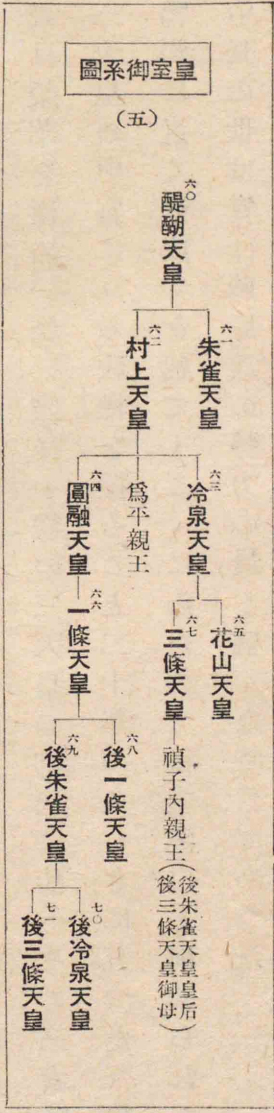 圖系御室皇
(五)
六〇
醍醐天皇
六一
朱雀天皇
六二
村上天皇
六三
冷泉天皇
爲平親王
六四
圓融天皇
六五
花山天皇
六七
三條天皇
禎子內親王(後朱雀天皇皇后
後三條天皇御母)
六六
一條天皇
六八
後一條天皇
六九
後朱雀天皇
七〇
後冷泉天皇
七一
後三條天皇